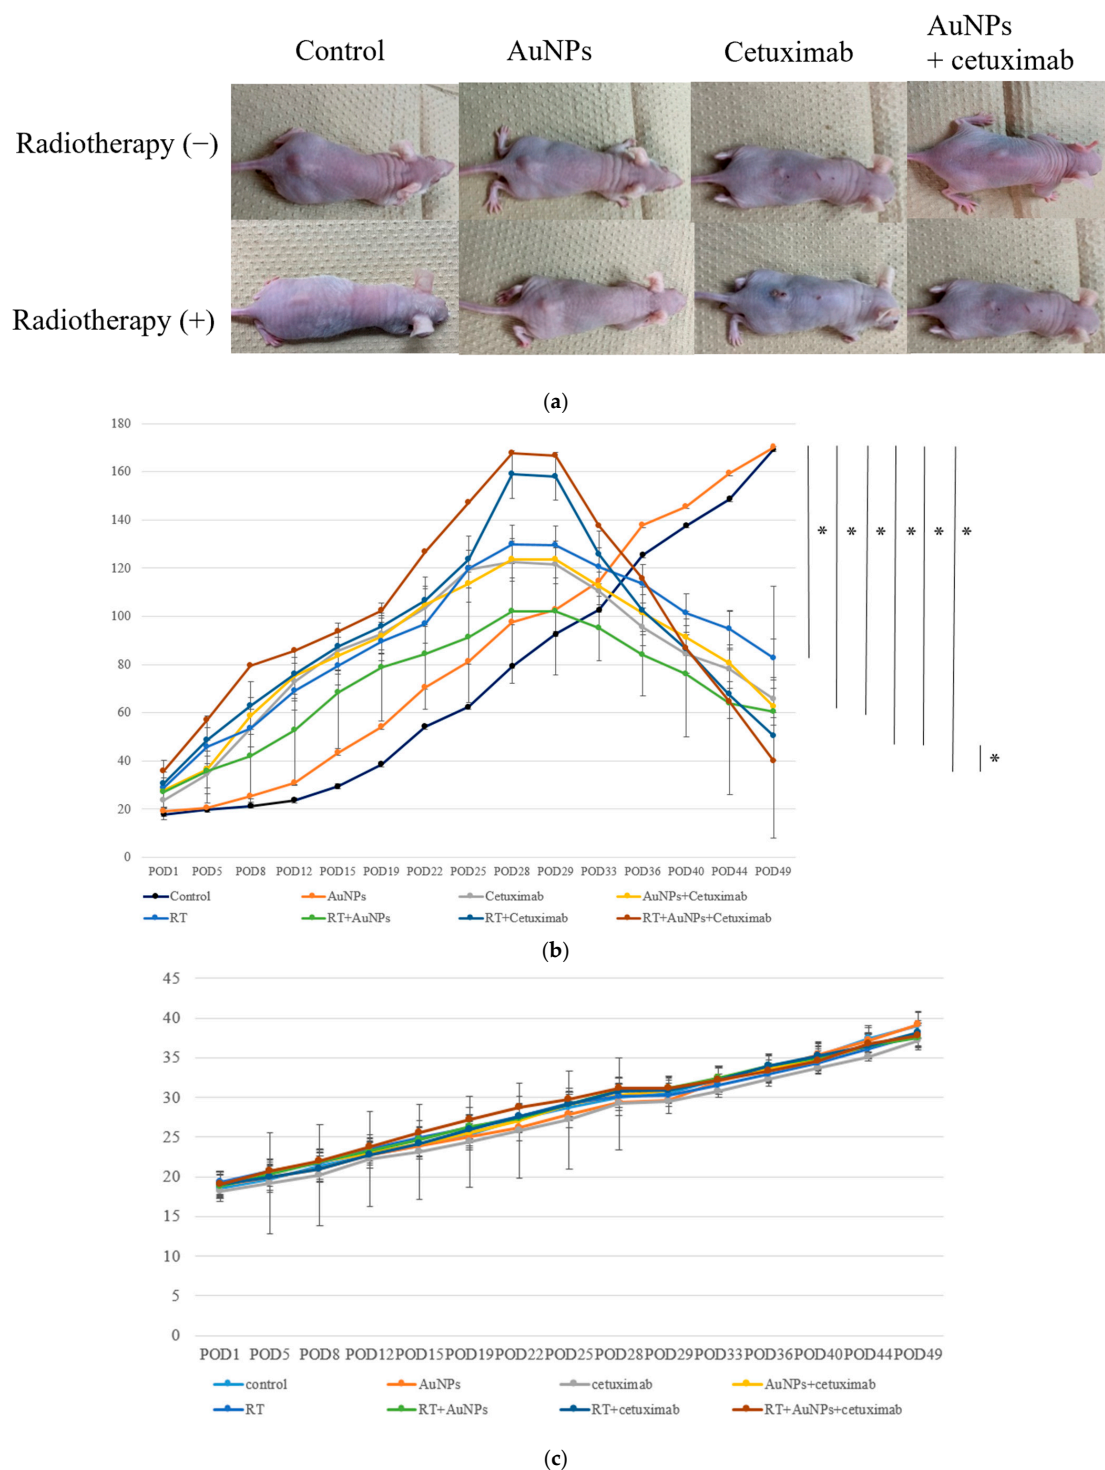 Control AuNPs Cetuximab AuNPs + cetuximab
Radiotherapy (−)
Radiotherapy (+)
(a)
180
160
140
120
100
80
60
40
20
0
* * * * * *
*
POD1 POD5 POD8 POD12 POD15 POD19 POD22 POD25 POD28 POD29 POD33 POD36 POD40 POD44 POD49
Control AuNPs Cetuximab AuNPs+Cetuximab
RT RT+AuNPs RT+Cetuximab RT+AuNPs+Cetuximab
(b)
45
40
35
30
25
20
15
10
5
0
POD1 POD5 POD8 POD12 POD15 POD19 POD22 POD25 POD28 POD29 POD33 POD36 POD40 POD44 POD49
control AuNPs cetuximab AuNPs+cetuximab
RT RT+AuNPs RT+cetuximab RT+AuNPs+cetuximab
(c)